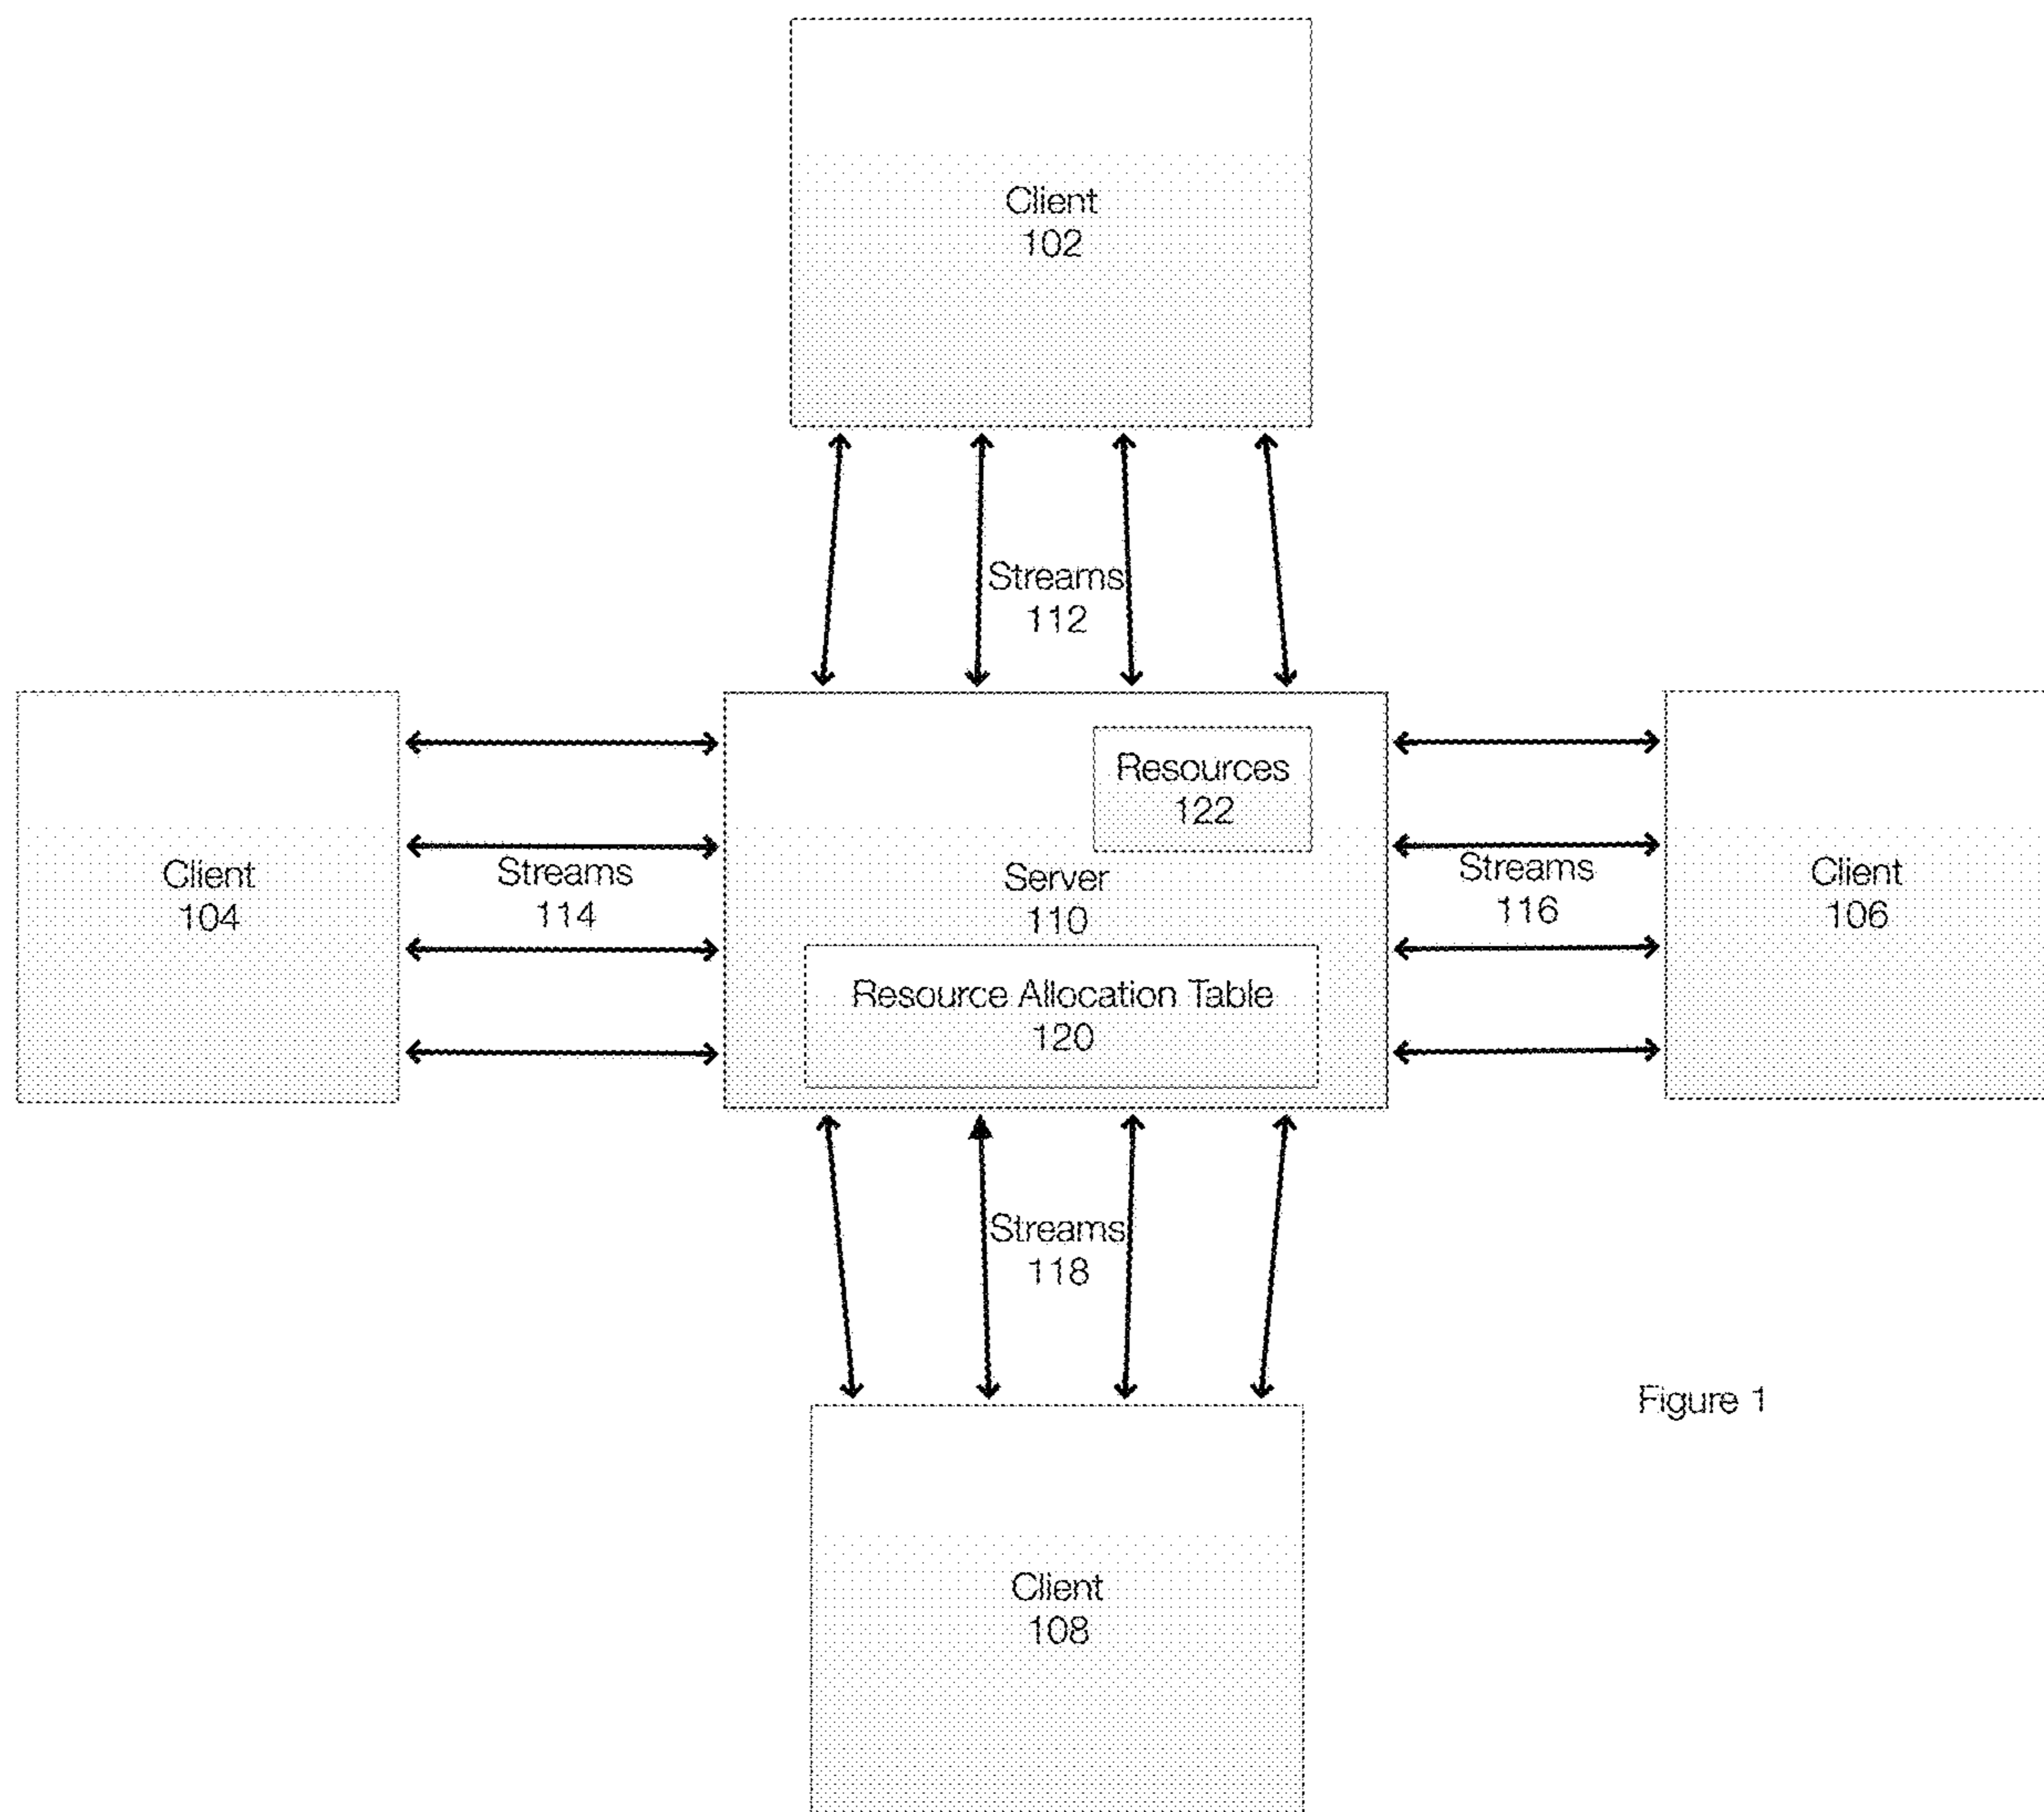 Client
102
Streams
112
Resources
122
Client
104
Streams
114
Server
110
Streams
116
Client
106
Resource Allocation Table
120
Streams
118
Figure 1
Client
108